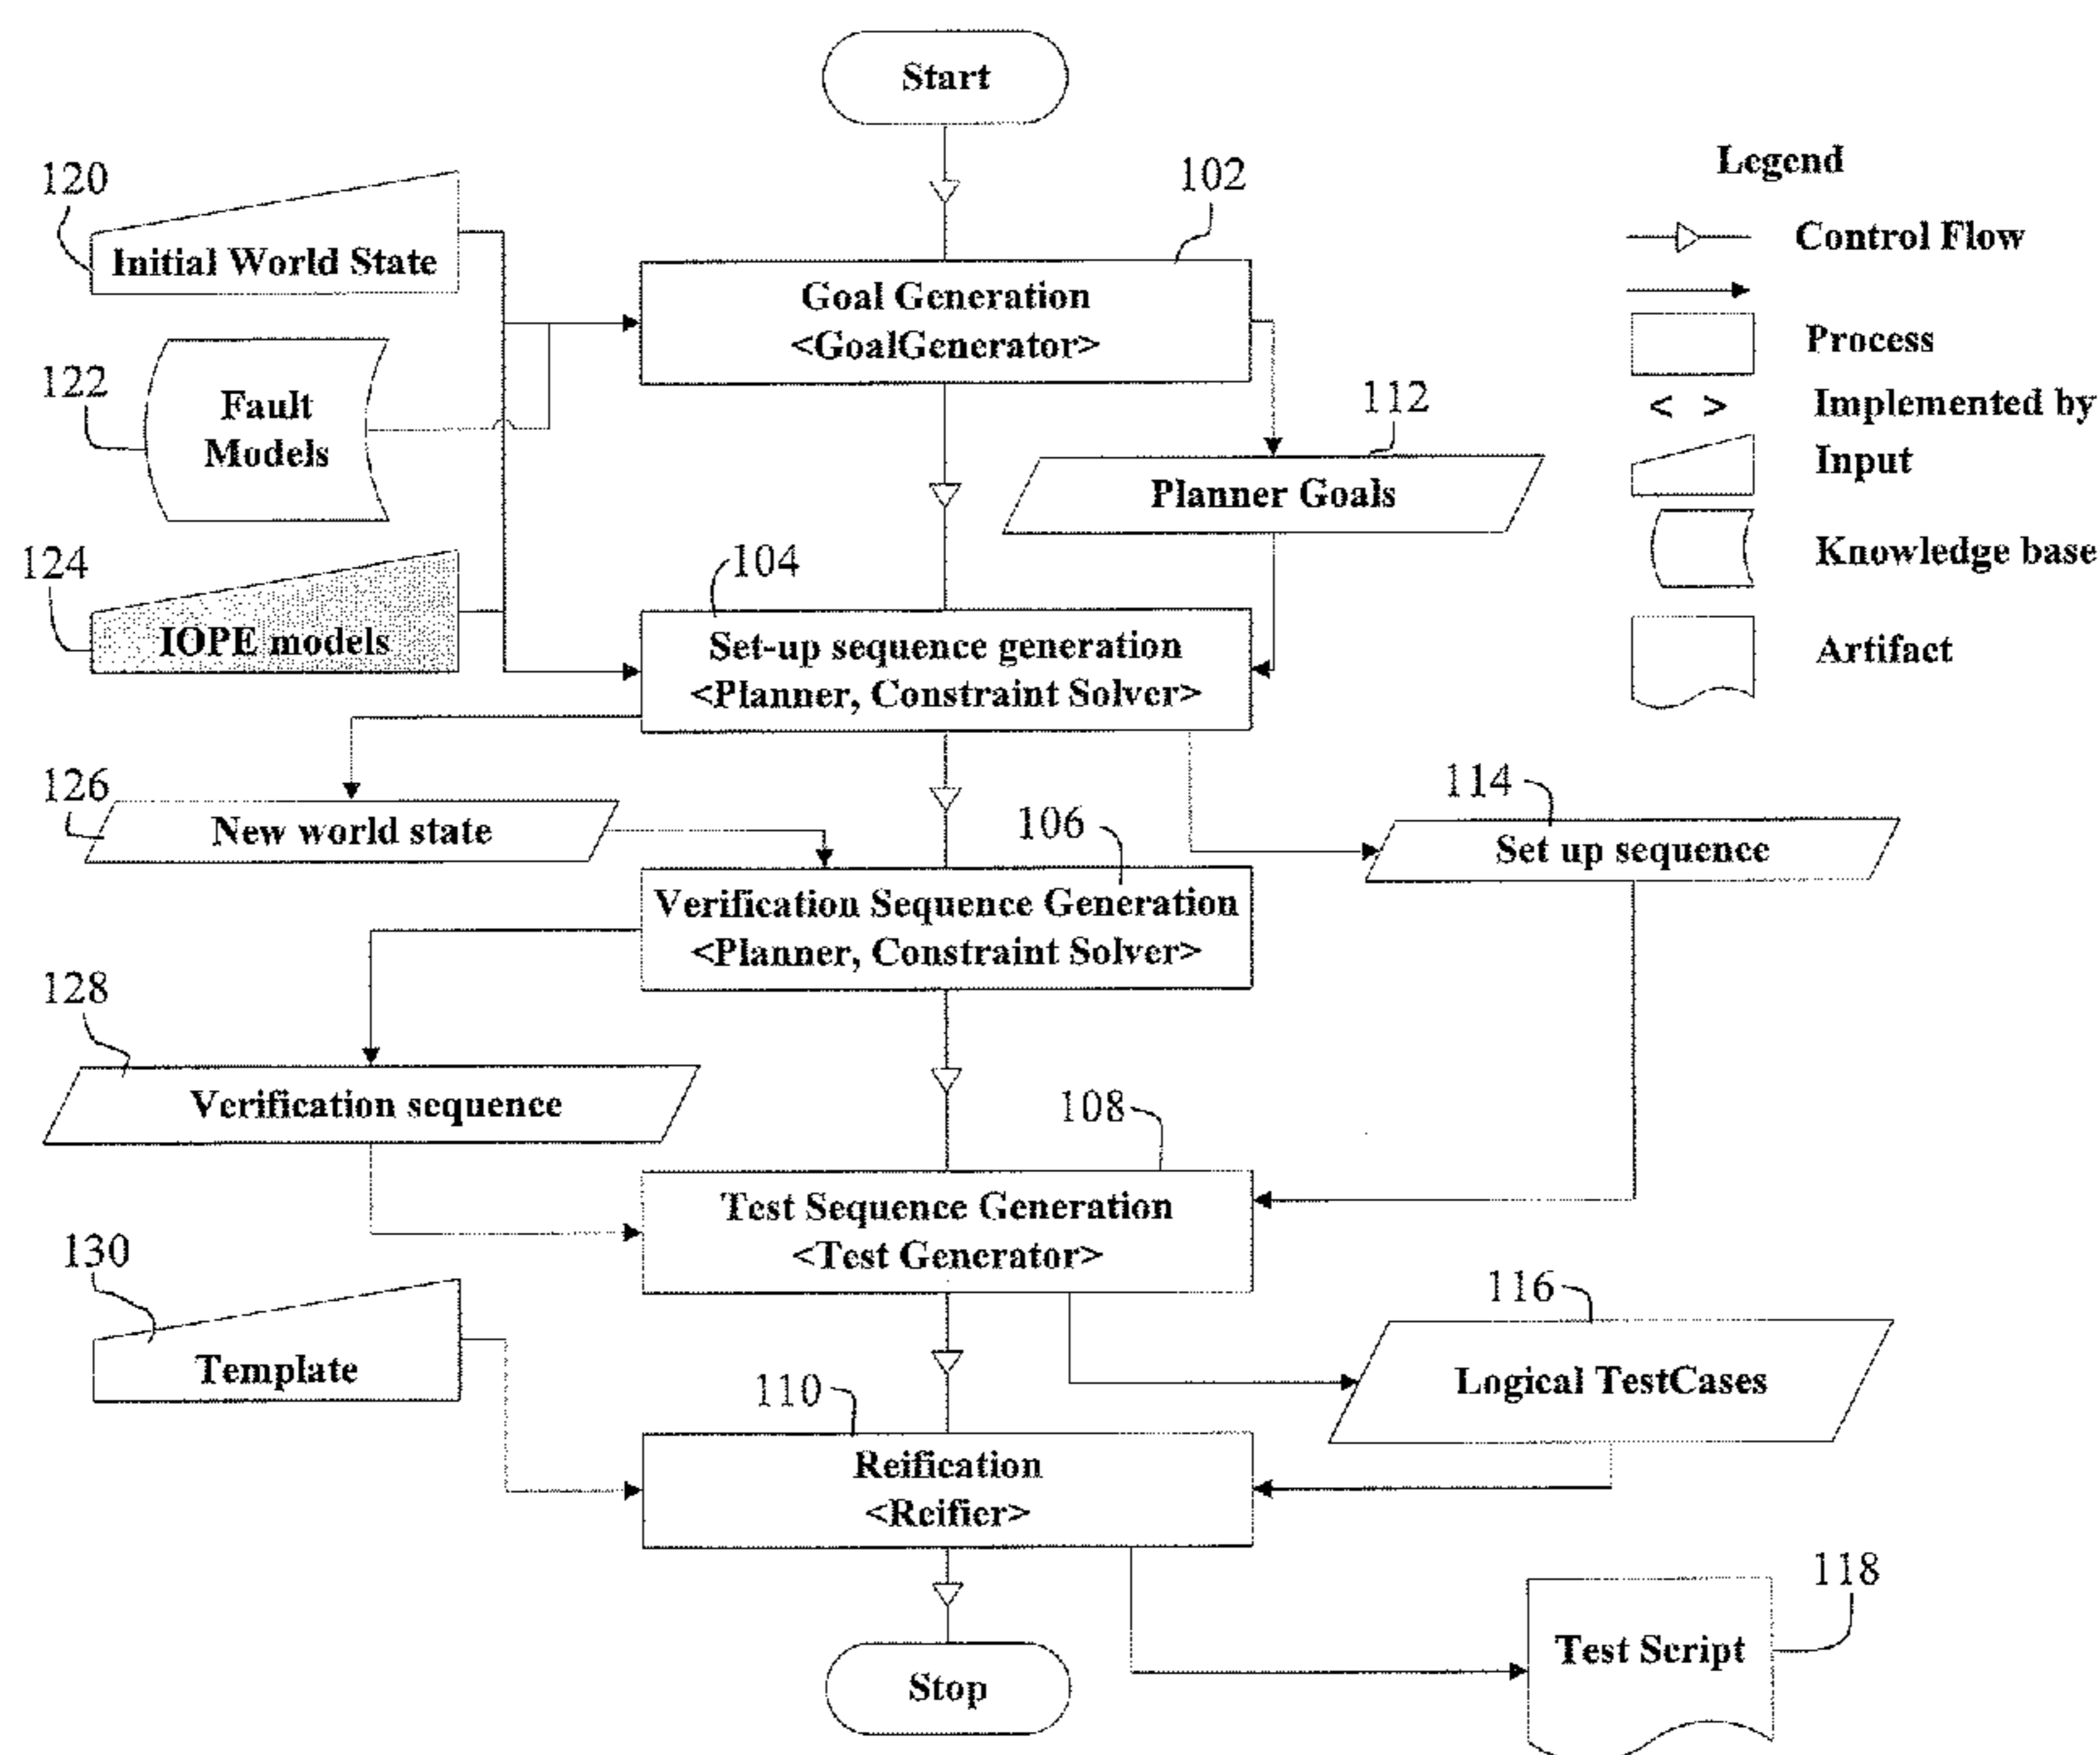 Start
120
Initial World State
102
Goal Generation
<GoalGenerator>
122
Fault
Models
112
Planner Goals
124
IOPE models
104
Set-up sequence generation
<Planner, Constraint Solver>
126
New world state
114
Set up sequence
106
Verification Sequence Generation
<Planner, Constraint Solver>
128
Verification sequence
108
Test Sequence Generation
<Test Generator>
130
Template
116
Logical TestCases
110
Reification
<Reifier>
118
Test Script
Stop
Legend
Control Flow
Process
< > Implemented by
Input
Knowledge base
Artifact